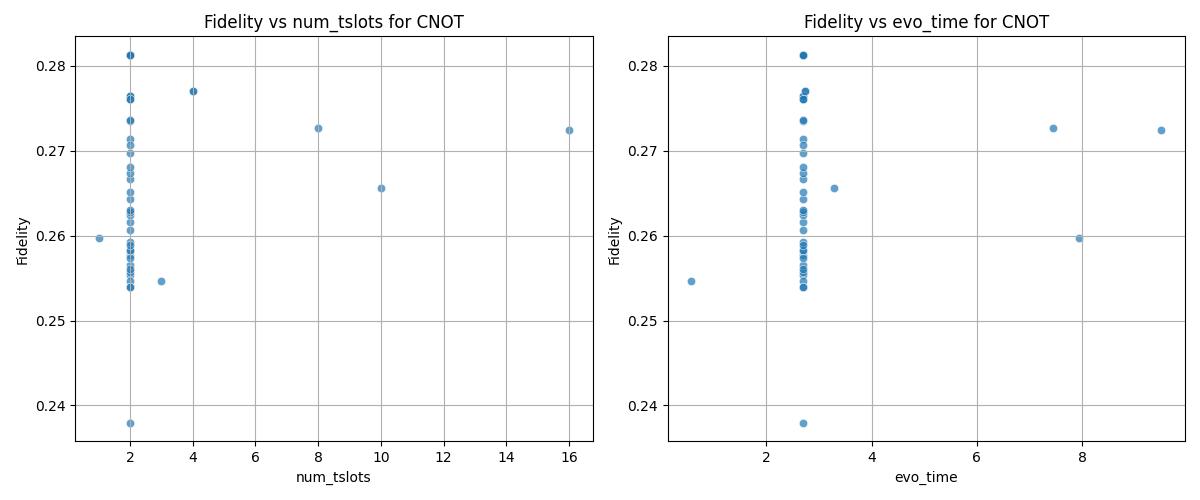 Fidelity vs num_tslots for CNOT
0.28
0.27
0.26
0.25
0.24
Fidelity
2 4 6 8 10 12 14 16
num_tslots
Fidelity vs evo_time for CNOT
0.28
0.27
0.26
0.25
0.24
Fidelity
2 4 6 8
evo_time